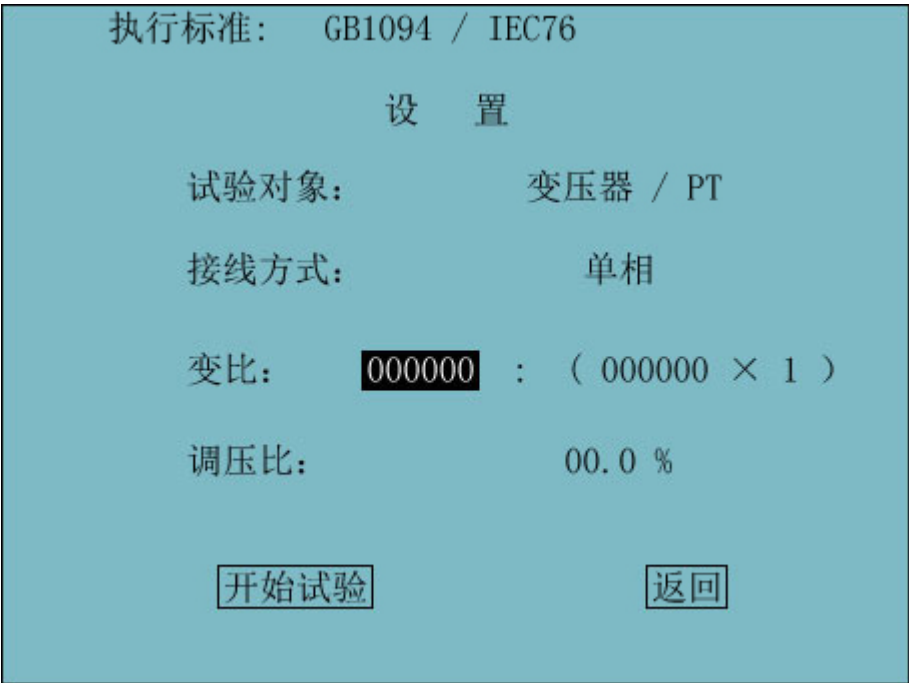 执行标准: GB1094 / IEC76
设 置
试验对象: 变压器 / PT
接线方式: 单相
变比: 000000 : ( 000000 × 1 )
调压比: 00.0 %
开始试验 返回